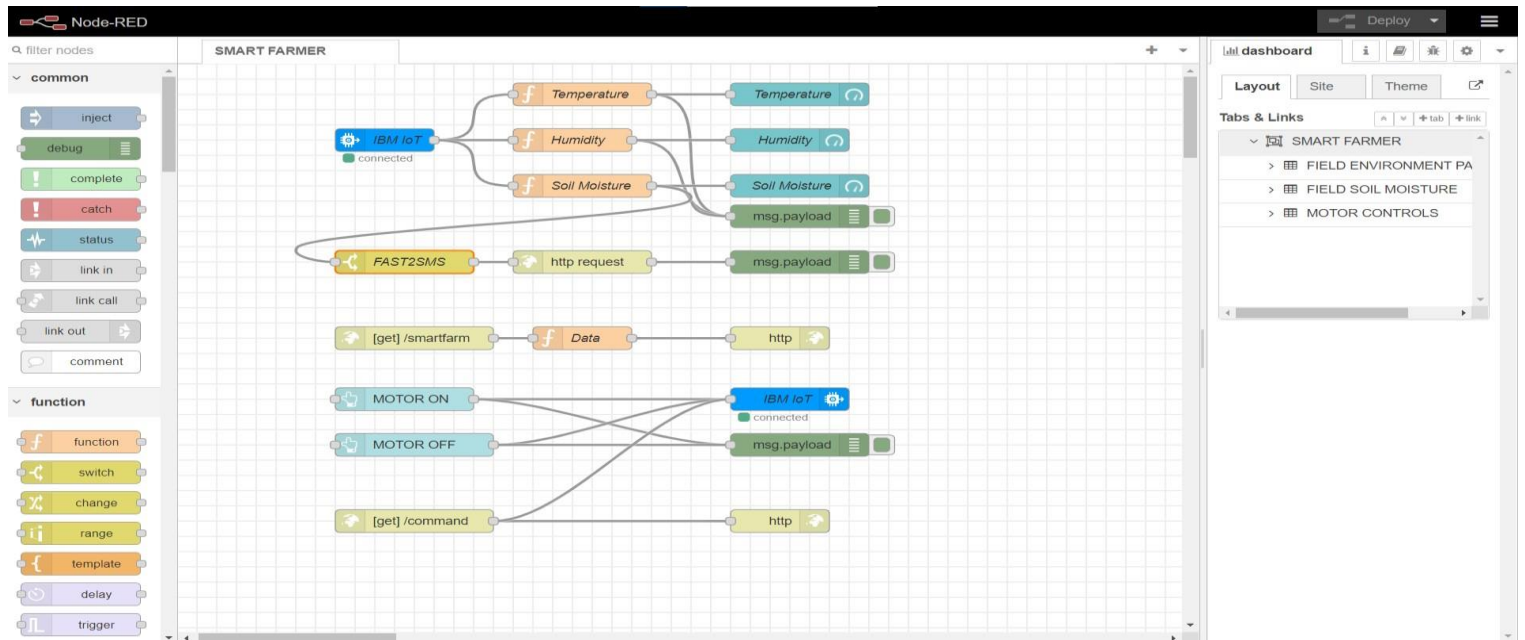 Node-RED
Deploy
filter nodes
common
inject
debug
complete
catch
status
link in
link call
link out
comment
function
function
switch
change
range
template
delay
trigger
SMART FARMER
Temperature
Temperature
IBM IoT
connected
Humidity
Humidity
Soil Moisture
Soil Moisture
msg.payload
FAST2SMS
http request
msg.payload
[get] /smartfarm
Data
http
MOTOR ON
IBM IoT
connected
MOTOR OFF
msg.payload
[get] /command
http
dashboard
i
Layout
Site
Theme
Tabs & Links
+ tab
+ link
SMART FARMER
FIELD ENVIRONMENT PA
FIELD SOIL MOISTURE
MOTOR CONTROLS